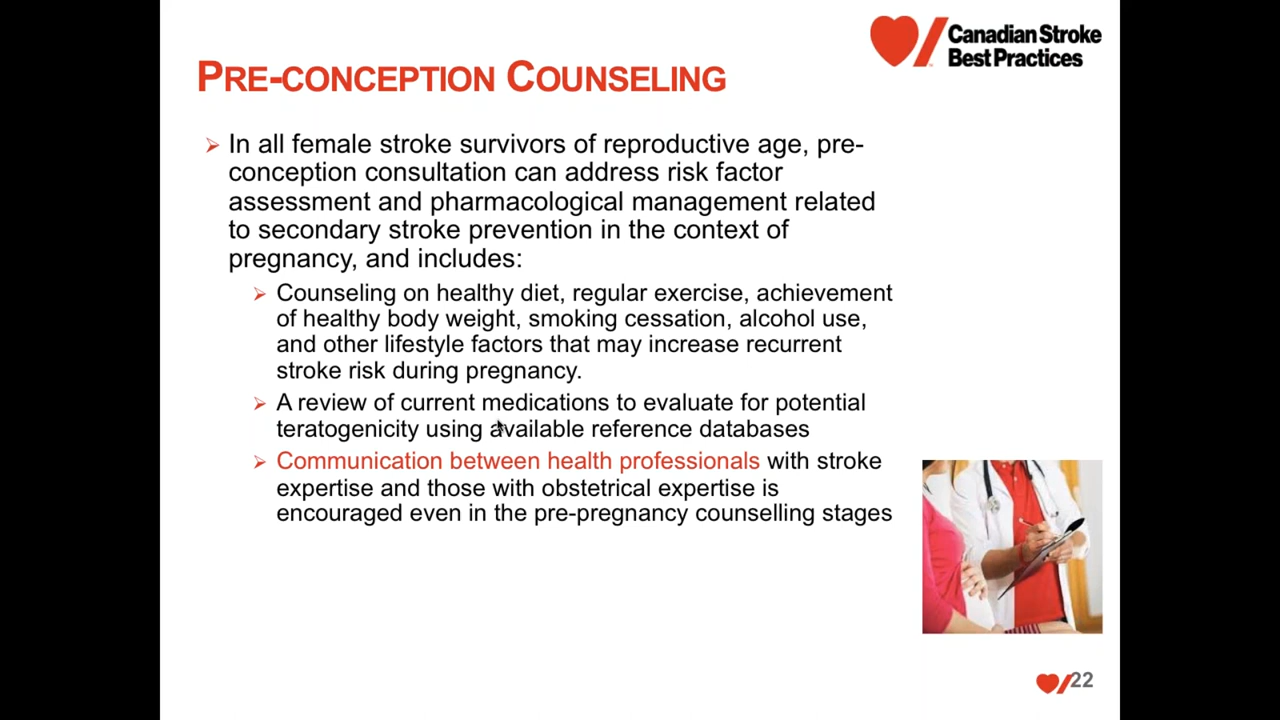 Canadian Stroke
Best Practices
PRE-CONCEPTION COUNSELING
➢ In all female stroke survivors of reproductive age, pre-
conception consultation can address risk factor
assessment and pharmacological management related
to secondary stroke prevention in the context of
pregnancy, and includes:
➢ Counseling on healthy diet, regular exercise, achievement
of healthy body weight, smoking cessation, alcohol use,
and other lifestyle factors that may increase recurrent
stroke risk during pregnancy.
➢ A review of current medications to evaluate for potential
teratogenicity using available reference databases
➢ Communication between health professionals with stroke
expertise and those with obstetrical expertise is
encouraged even in the pre-pregnancy counselling stages
22